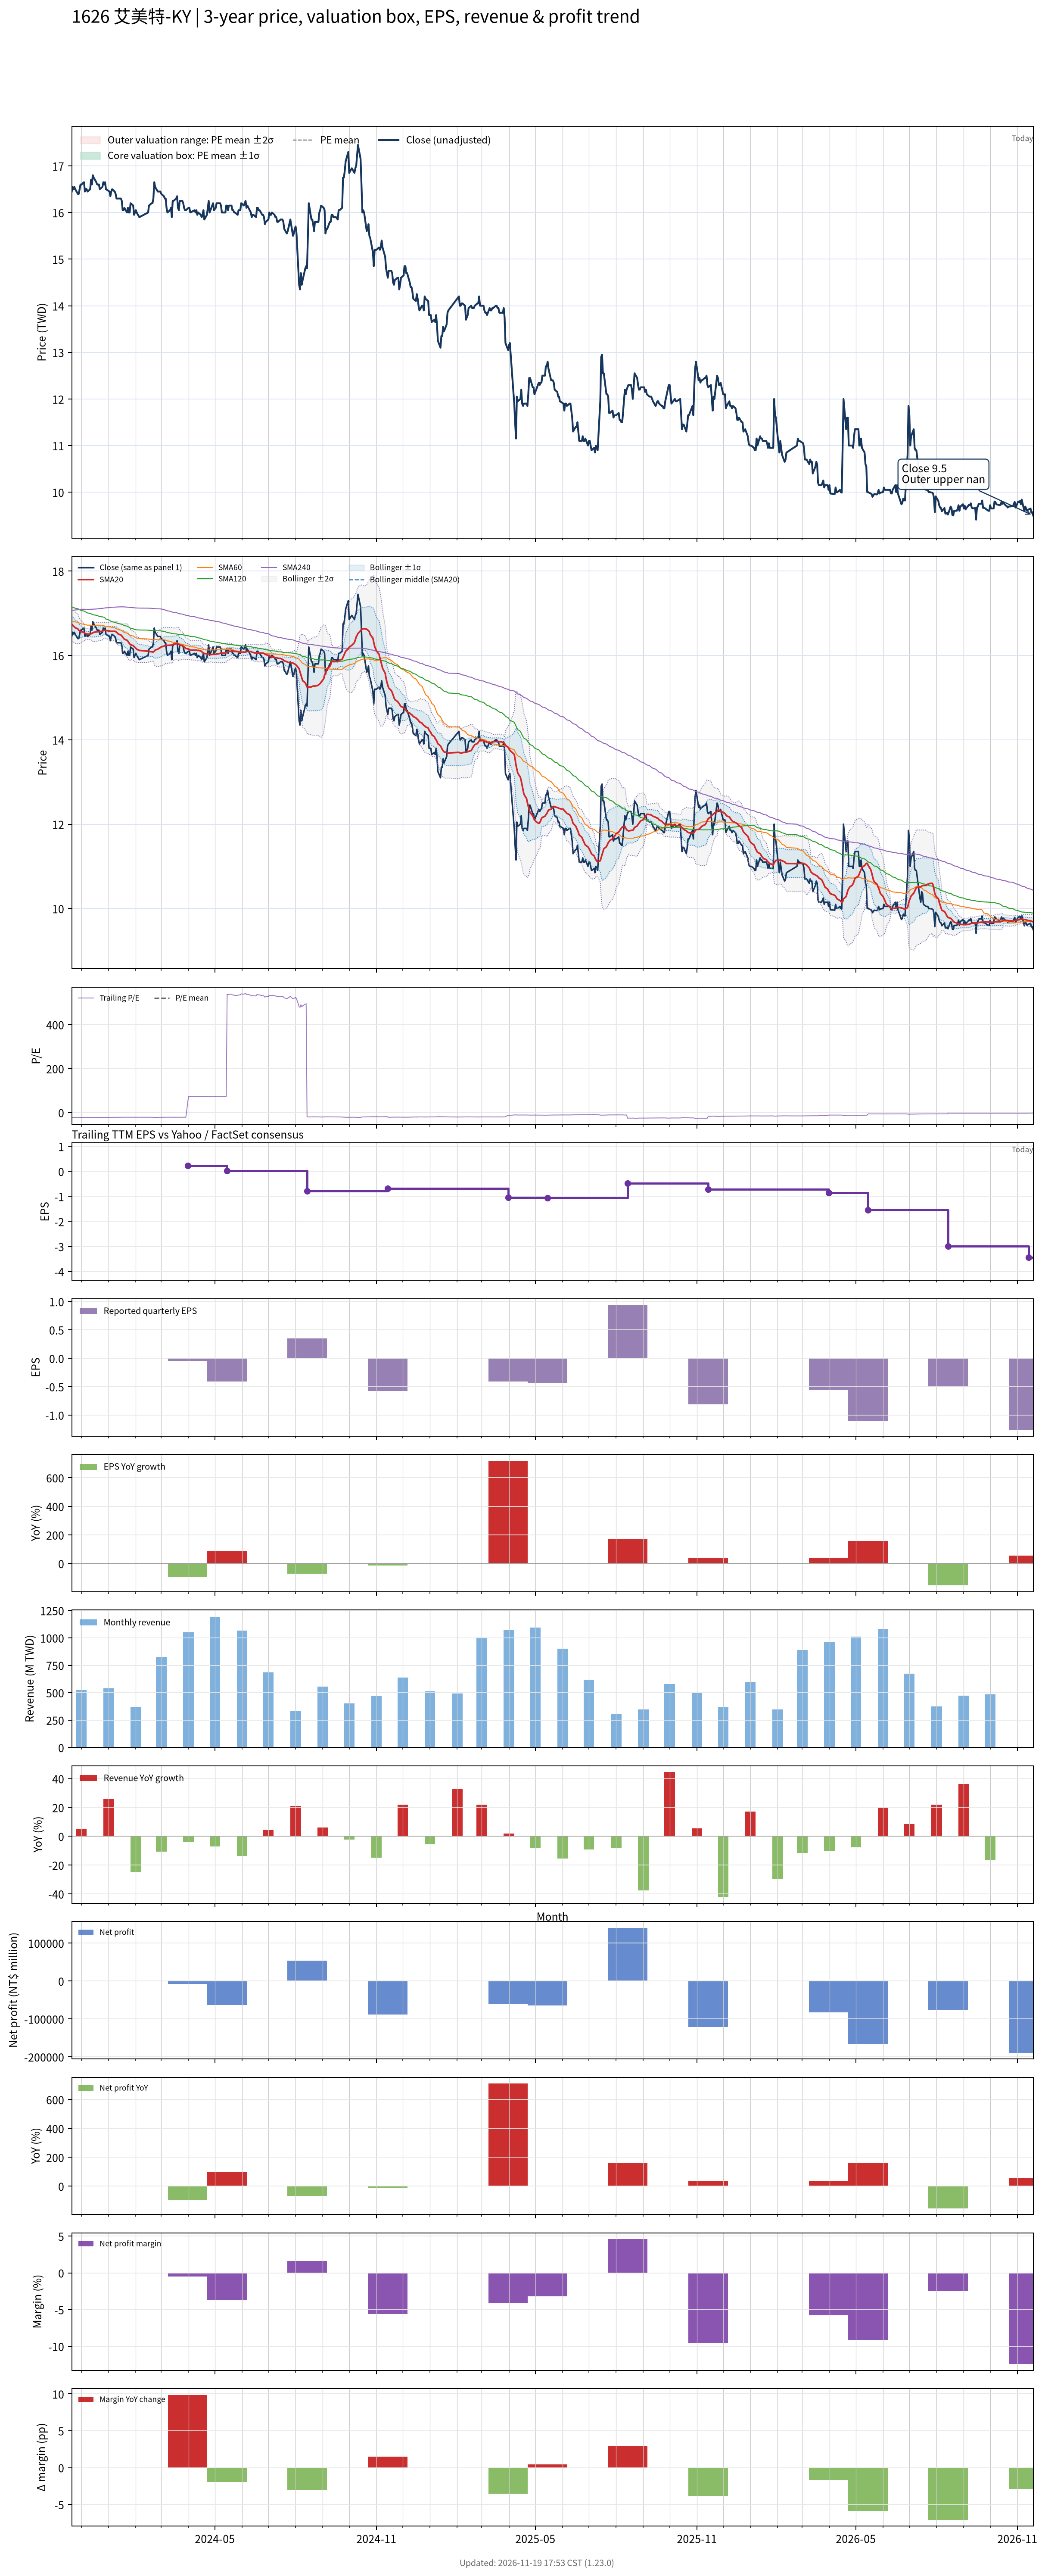 1626 艾美特-KY | 3-year price, valuation box, EPS, revenue & profit trend
Outer valuation range: PE mean ±2σ
PE mean
Close (unadjusted)
Core valuation box: PE mean ±1σ
Today
Price (TWD)
17
16
15
14
13
12
11
10
Close 9.5
Outer upper nan
Close (same as panel 1)
SMA60
SMA240
Bollinger ±1σ
SMA20
SMA120
Bollinger ±2σ
Bollinger middle (SMA20)
Price
18
16
14
12
10
Trailing P/E
P/E mean
P/E
400
200
0
Trailing TTM EPS vs Yahoo / FactSet consensus
Today
EPS
1
0
-1
-2
-3
-4
Reported quarterly EPS
EPS
1.0
0.5
0.0
-0.5
-1.0
EPS YoY growth
YoY (%)
600
400
200
0
Monthly revenue
Revenue (M TWD)
1250
1000
750
500
250
0
Revenue YoY growth
YoY (%)
40
20
0
-20
-40
Month
Net profit
Net profit (NT$ million)
100000
0
-100000
-200000
Net profit YoY
YoY (%)
600
400
200
0
Net profit margin
Margin (%)
5
0
-5
-10
Margin YoY change
Δ margin (pp)
10
5
0
-5
2024-05
2024-11
2025-05
2025-11
2026-05
2026-11
Updated: 2026-11-19 17:53 CST (1.23.0)